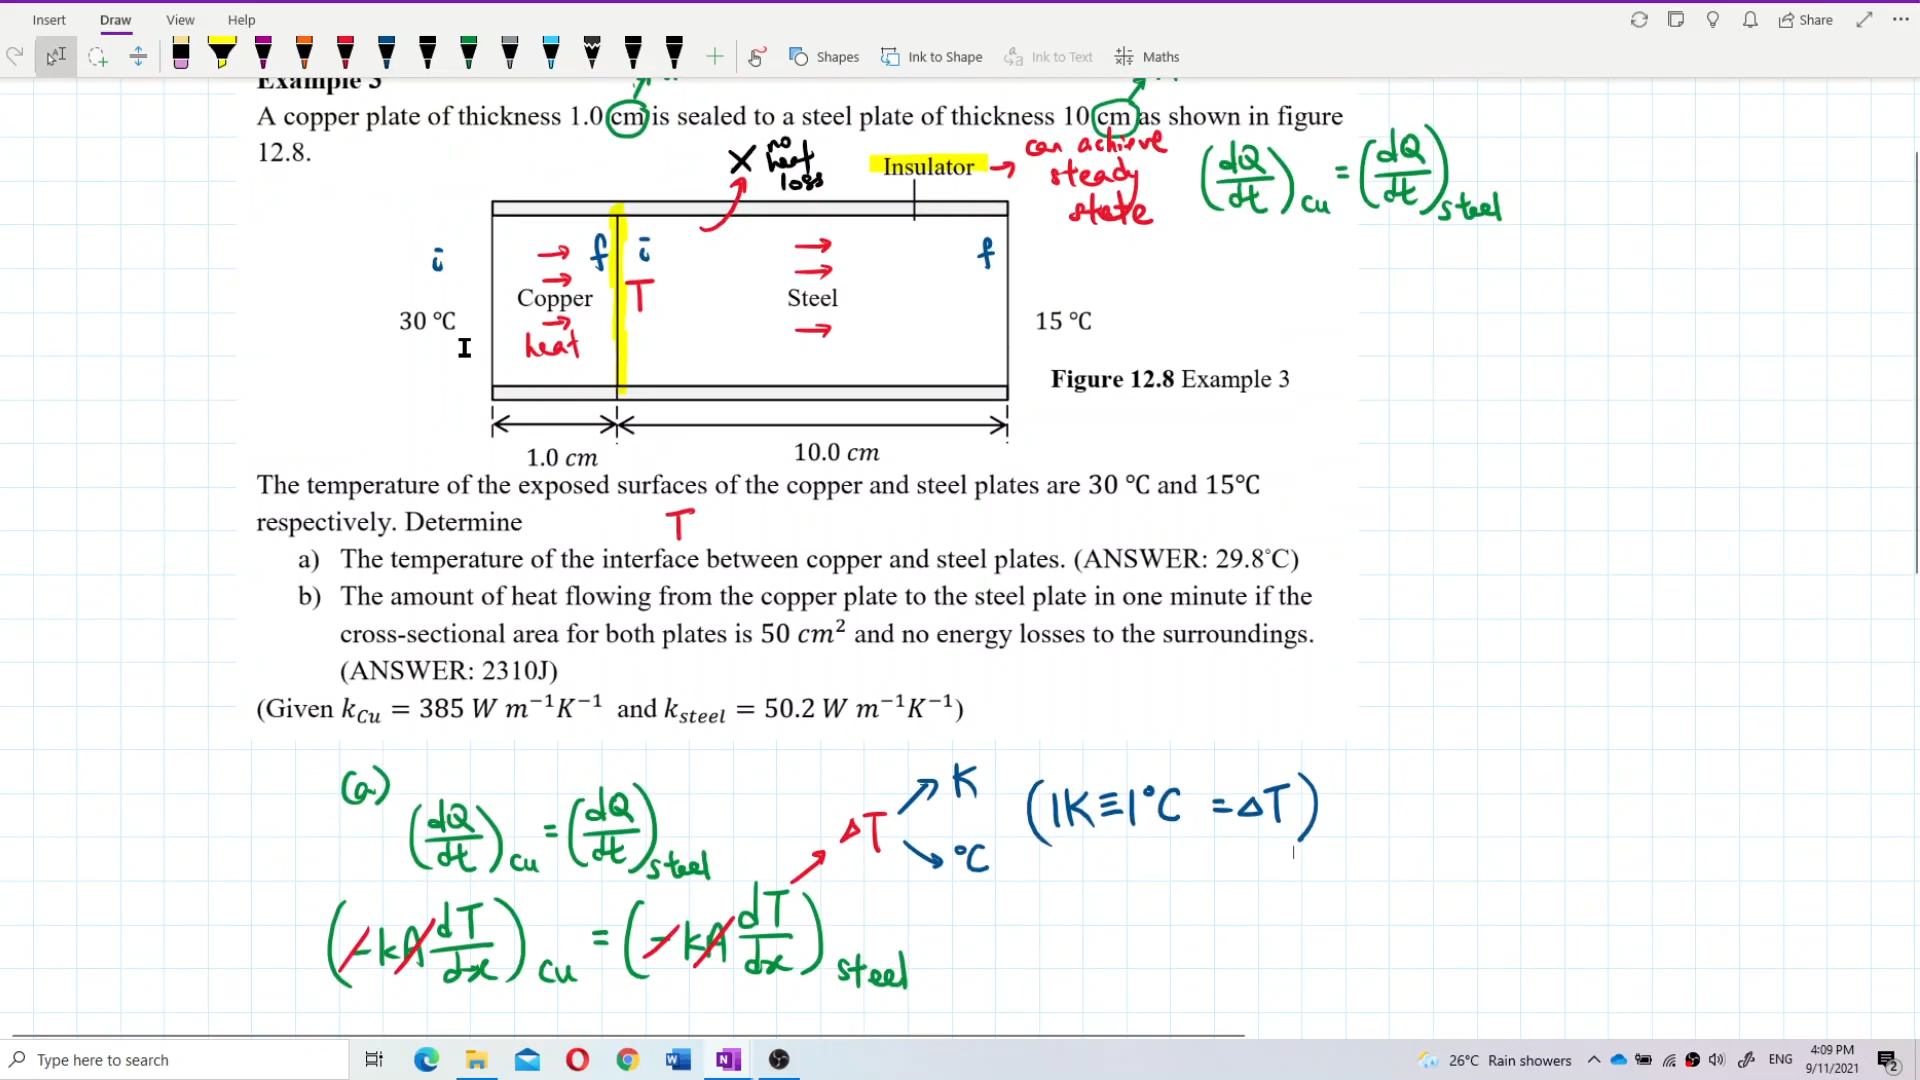 Insert Draw View Help
Share
Shapes Ink to Shape Ink to Text Maths
Example 3
A copper plate of thickness 1.0 cm is sealed to a steel plate of thickness 10 cm as shown in figure
12.8.
no
heat
loss
Insulator
can achieve
steady
state
(dQ/dt)cu = (dQ/dt)steel
i f i f
T
Copper Steel
heat
30 °C 15 °C
Figure 12.8 Example 3
1.0 cm 10.0 cm
The temperature of the exposed surfaces of the copper and steel plates are 30 °C and 15°C
respectively. Determine
T
a) The temperature of the interface between copper and steel plates. (ANSWER: 29.8°C)
b) The amount of heat flowing from the copper plate to the steel plate in one minute if the
cross-sectional area for both plates is 50 cm² and no energy losses to the surroundings.
(ANSWER: 2310J)
(Given kCu = 385 W m⁻¹K⁻¹ and ksteel = 50.2 W m⁻¹K⁻¹)
(a)
(dQ/dt)cu = (dQ/dt)steel
ΔT K °C (1K≡1°C =ΔT)
(-kA dT/dx)cu = (-kA dT/dx)steel
Type here to search
26°C Rain showers ENG 4:09 PM
9/11/2021
2